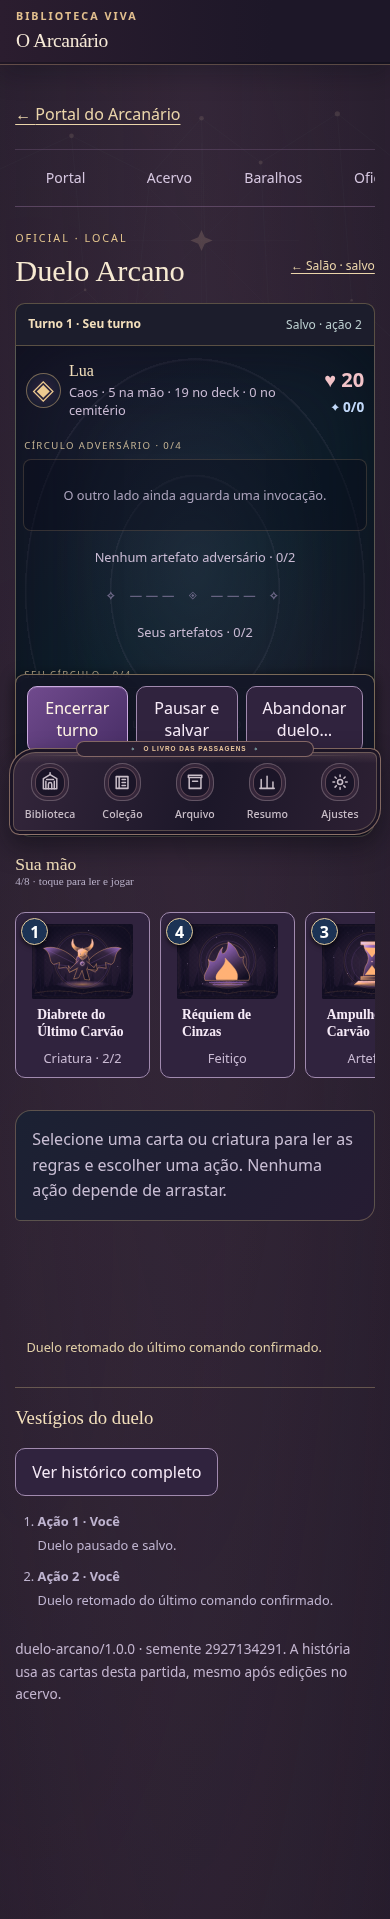 BIBLIOTECA VIVA
O Arcanário
← Portal do Arcanário
Portal Acervo Baralhos Ofi
OFICIAL · LOCAL
Duelo Arcano
← Salão · salvo
Turno 1 · Seu turno
Salvo · ação 2
Lua
Caos · 5 na mão · 19 no deck · 0 no
cemitério
♥ 20
✦ 0/0
CÍRCULO ADVERSÁRIO · 0/4
O outro lado ainda aguarda uma invocação.
Nenhum artefato adversário · 0/2
✧ ——— ◈ ——— ✧
Seus artefatos · 0/2
SEU CÍRCULO · 0/4
Encerrar
turno
Pausar e
salvar
Abandonar
duelo...
O LIVRO DAS PASSAGENS
Biblioteca Coleção Arquivo Resumo Ajustes
Sua mão
4/8 · toque para ler e jogar
1
Diabrete do
Último Carvão
Criatura · 2/2
4
Réquiem de
Cinzas
Feitiço
3
Ampulh
Carvão
Artef
Selecione uma carta ou criatura para ler as
regras e escolher uma ação. Nenhuma
ação depende de arrastar.
Duelo retomado do último comando confirmado.
Vestígios do duelo
Ver histórico completo
1. Ação 1 · Você
Duelo pausado e salvo.
2. Ação 2 · Você
Duelo retomado do último comando confirmado.
duelo-arcano/1.0.0 · semente 2927134291. A história
usa as cartas desta partida, mesmo após edições no
acervo.